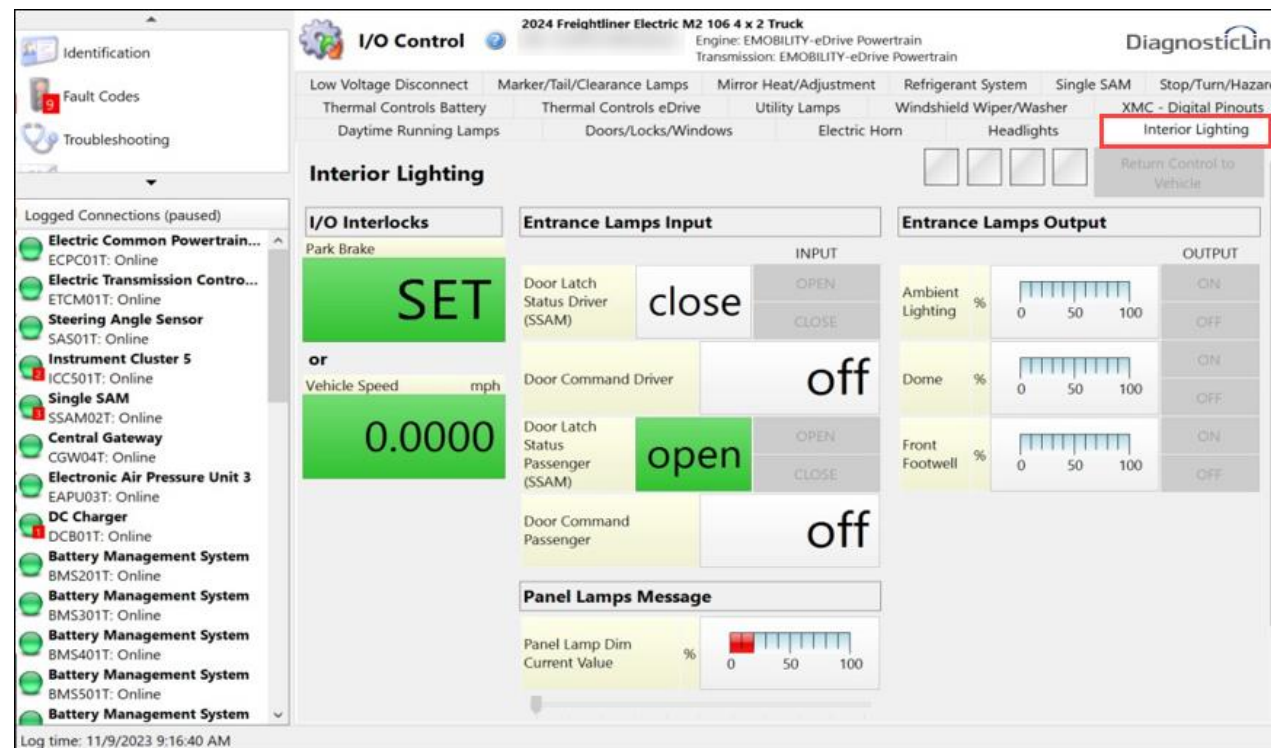 Identification
9
Fault Codes
Troubleshooting
Logged Connections (paused)
Electric Common Powertrain...
ECPC01T: Online
Electric Transmission Contro...
ETCM01T: Online
Steering Angle Sensor
SAS01T: Online
Instrument Cluster 5
2
ICC501T: Online
Single SAM
3
SSAM02T: Online
Central Gateway
CGW04T: Online
Electronic Air Pressure Unit 3
EAPU03T: Online
DC Charger
1
DCB01T: Online
Battery Management System
BMS201T: Online
Battery Management System
BMS301T: Online
Battery Management System
BMS401T: Online
Battery Management System
BMS501T: Online
Battery Management System
Log time: 11/9/2023 9:16:40 AM
I/O Control ?
2024 Freightliner Electric M2 106 4 x 2 Truck
Engine: EMOBILITY-eDrive Powertrain
Transmission: EMOBILITY-eDrive Powertrain
DiagnosticLin
Low Voltage Disconnect Marker/Tail/Clearance Lamps Mirror Heat/Adjustment Refrigerant System Single SAM Stop/Turn/Hazar
Thermal Controls Battery Thermal Controls eDrive Utility Lamps Windshield Wiper/Washer XMC - Digital Pinouts
Daytime Running Lamps Doors/Locks/Windows Electric Horn Headlights Interior Lighting
Interior Lighting
Return Control to
Vehicle
I/O Interlocks
Park Brake
SET
or
Vehicle Speed mph
0.0000
Entrance Lamps Input
INPUT
Door Latch
Status Driver
(SSAM)
close
OPEN
CLOSE
Door Command Driver
off
Door Latch
Status
Passenger
(SSAM)
open
OPEN
CLOSE
Door Command
Passenger
off
Panel Lamps Message
Panel Lamp Dim
Current Value
%
0 50 100
Entrance Lamps Output
OUTPUT
Ambient
Lighting
%
0 50 100
ON
OFF
Dome %
0 50 100
ON
OFF
Front
Footwell
%
0 50 100
ON
OFF